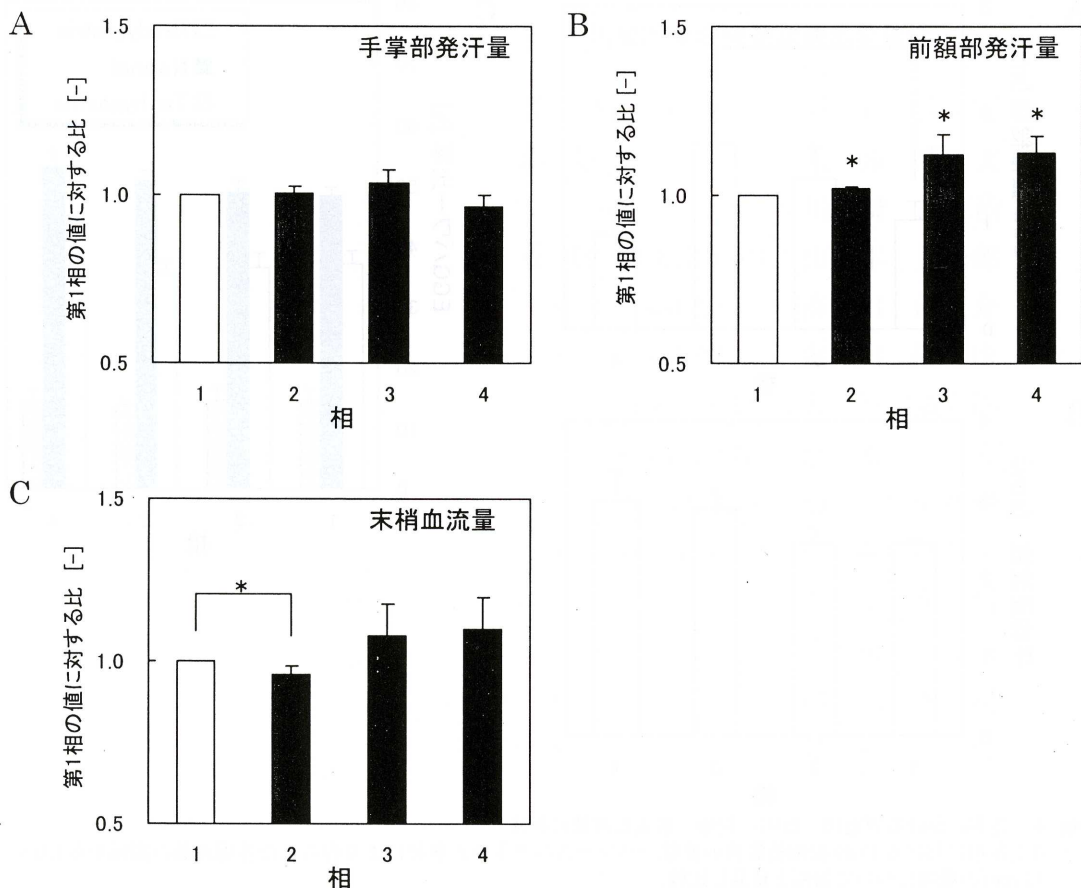 A
手掌部発汗量
第1相の値に対する比 [-]
1.5
1.0
0.5
1 2 3 4
相
B
前額部発汗量
第1相の値に対する比 [-]
1.5
1.0
0.5
* * *
1 2 3 4
相
C
末梢血流量
第1相の値に対する比 [-]
1.5
1.0
0.5
*
1 2 3 4
相